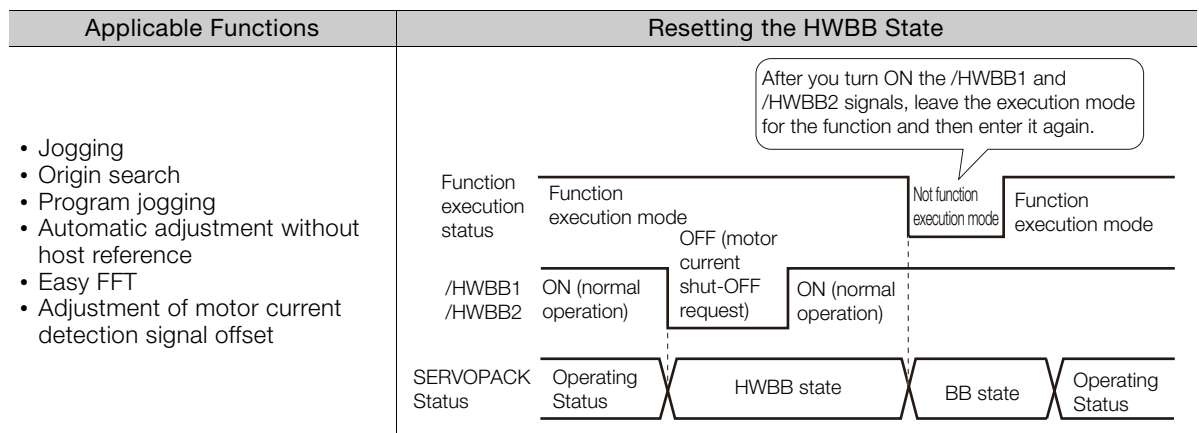 Applicable Functions
Resetting the HWBB State
• Jogging
• Origin search
• Program jogging
• Automatic adjustment without
host reference
• Easy FFT
• Adjustment of motor current
detection signal offset
After you turn ON the /HWBB1 and
/HWBB2 signals, leave the execution mode
for the function and then enter it again.
Function
execution
status
Function
execution mode
Not function
execution mode
Function
execution mode
/HWBB1
/HWBB2
ON (normal
operation)
OFF (motor
current
shut-OFF
request)
ON (normal
operation)
SERVOPACK
Status
Operating
Status
HWBB state
BB state
Operating
Status